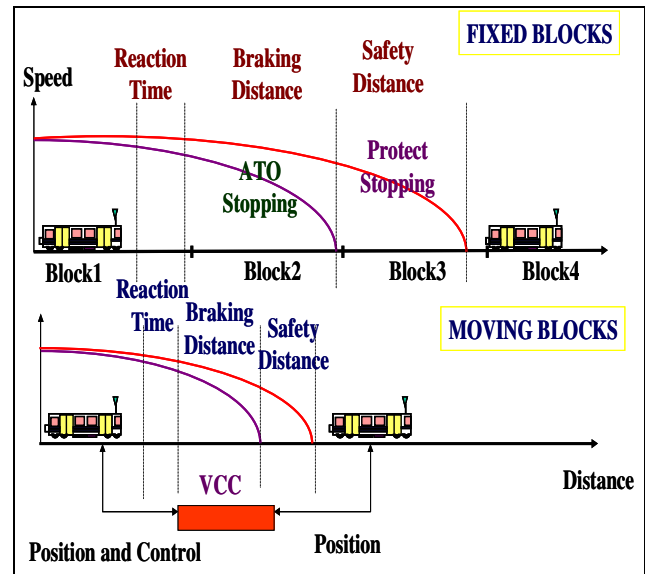 FIXED BLOCKS
Speed
Reaction
Time
Braking
Distance
Safety
Distance
ATO
Stopping
Protect
Stopping
Block1
Block2
Block3
Block4
Reaction
Time
Braking
Distance
Safety
Distance
MOVING BLOCKS
Distance
VCC
Position and Control
Position